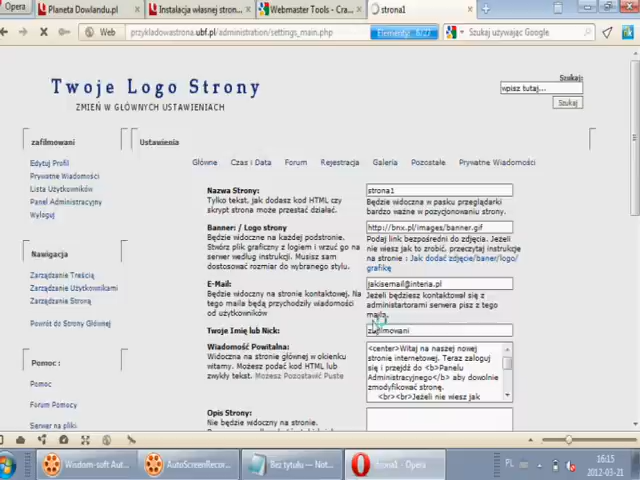 Opera
Planeta Dowlandu.pl
Instalacja własnej stron...
Webmaster Tools - Cra...
strona1
Web
przykladowastrona.ubf.pl/administration/settings_main.php
Elementy: 6/27
Szukaj używając Google
Twoje Logo Strony
ZMIEŃ W GŁÓWNYCH USTAWIENIACH
Szukaj:
wpisz tutaj...
Szukaj
zafilmowani
Edytuj Profil
Prywatne Wiadomości
Lista Użytkowników
Panel Administracyjny
Wyloguj
Nawigacja
Zarządzanie Treścią
Zarządzanie Użytkownikami
Zarządzanie Stroną
Powrót do Strony Głównej
Pomoc :
Pomoc
Forum Pomocy
Serwer na pliki
Ustawienia
Główne
Czas i Data
Forum
Rejestracja
Galeria
Pozostałe
Prywatne Wiadomości
Nazwa Strony:
Tylko tekst, jak dodasz kod HTML czy
skrypt strona może przestać działać.
strona1
Będzie widoczna w pasku przeglądarki
bardzo ważne w pozycjonowaniu strony.
Banner: / Logo strony
Będzie widoczne na każdej podstronie.
Stwórz plik graficzny z logiem i wrzuć go na
serwer według instrukcji. Musisz sam
dostosować rozmiar do wybranego stylu.
http://bnx.pl/images/banner.gif
Podaj link bezpośredni do zdjęcia. Jeżeli
nie wiesz jak to zrobić, przeczytaj instrukcje
na stronie : Jak dodać zdjęcie/baner/logo/
grafikę
E-Mail:
Będzie widoczny na stronie kontaktowej. Na
tego maila będą przychodziły wiadomości
od użytkowników
jakisemail@interia.pl
Jeżeli będziesz kontaktował się z
administartorami serwera pisz z tego
maila.
Twoje Imię lub Nick:
zafilmowani
Wiadomość Powitalna:
Widoczna na stronie głównej w okienku
witamy. Możesz podać kod HTML lub
zwykły tekst. Możesz Pozostawić Puste
<center>Witaj na naszej nowej
stronie internetowej. Teraz zaloguj
się i przejdź do <b>Panelu
Administracyjnego</b> aby dowolnie
zmodyfikować stronę.
<br><br>Jeżeli nie wiesz jak
Opis Strony:
Nie będzie widoczny na stronie.
Wisdom-soft Aut...
AutoScreenRecor...
Bez tytułu — Not...
strona1 - Opera
PL
16:15
2012-03-21